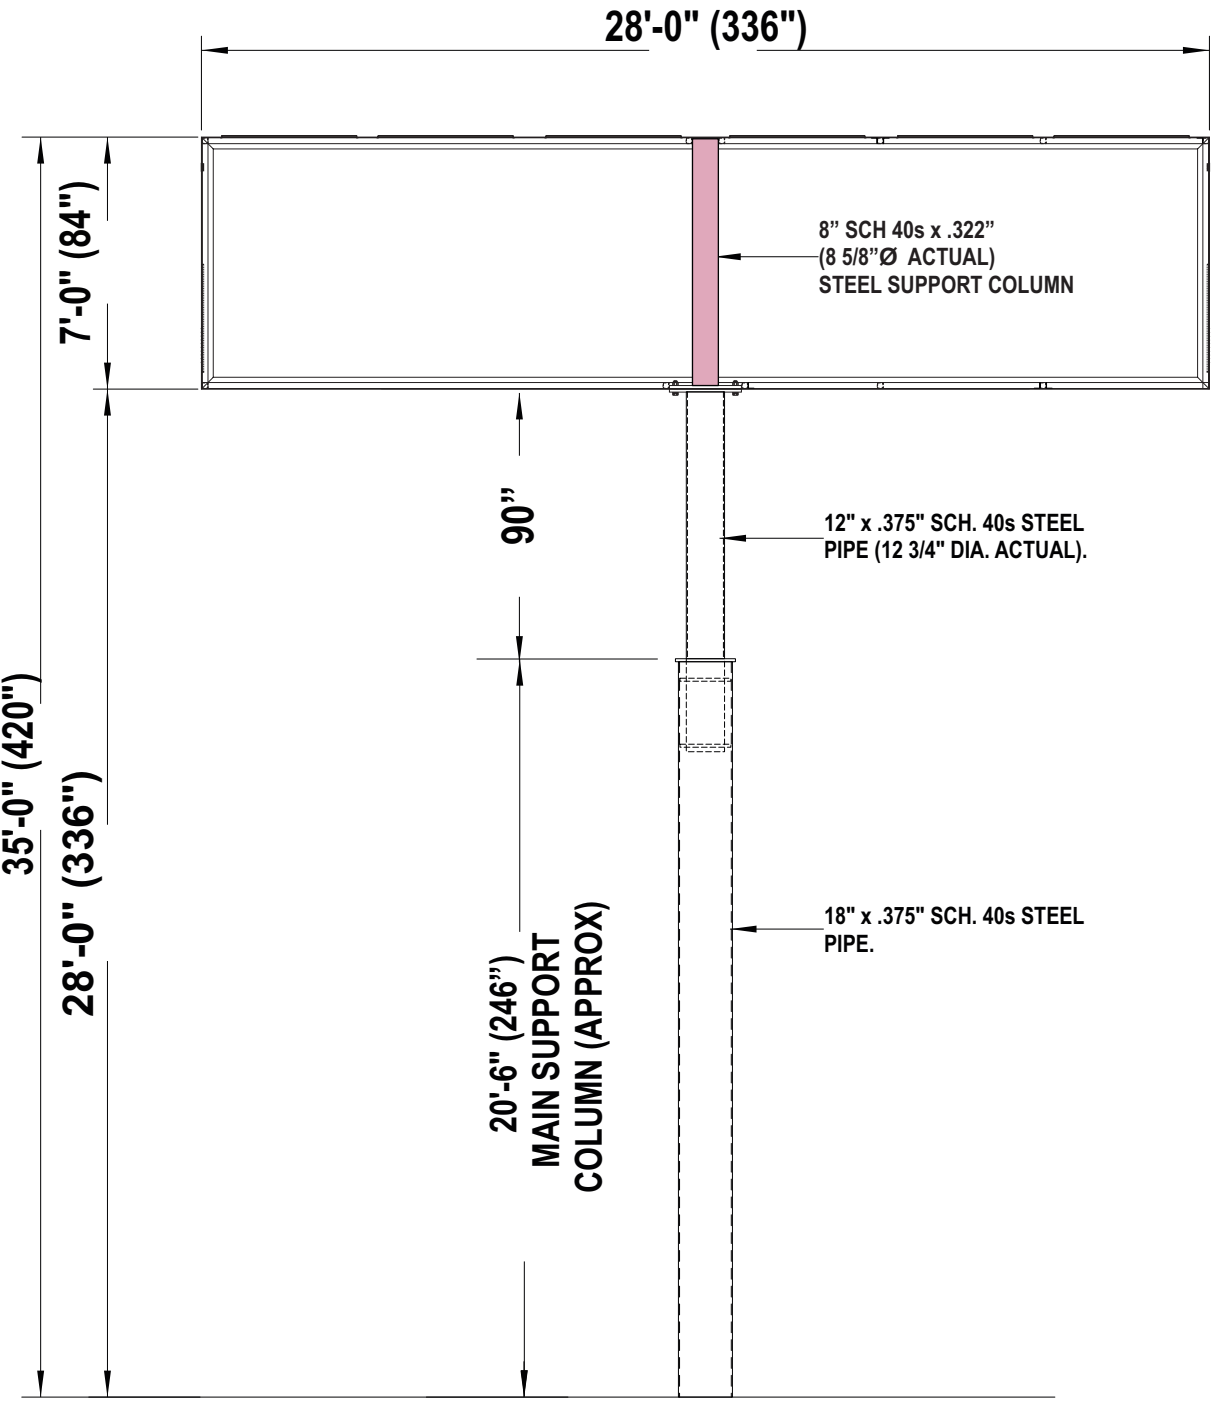 28'-0" (336")
7'-0" (84")
8” SCH 40s x .322”
(8 5/8”Ø ACTUAL)
STEEL SUPPORT COLUMN
90”
12" x .375" SCH. 40s STEEL
PIPE (12 3/4" DIA. ACTUAL).
35'-0" (420")
28'-0" (336")
20'-6" (246”)
MAIN SUPPORT
COLUMN (APPROX)
18" x .375" SCH. 40s STEEL
PIPE.